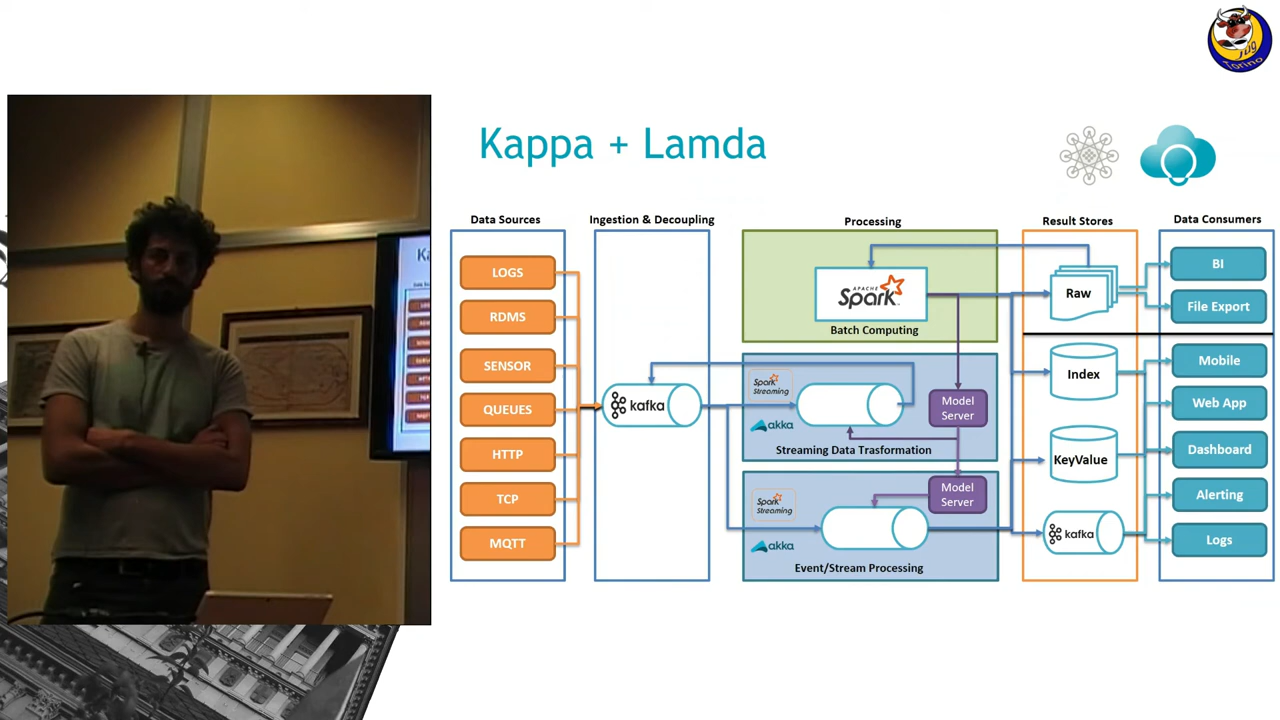 jug
Torino
Kappa + Lamda
Data Sources
Ingestion & Decoupling
Processing
Result Stores
Data Consumers
LOGS
RDMS
SENSOR
QUEUES
HTTP
TCP
MQTT
kafka
APACHE
Spark
Batch Computing
Spark
Streaming
akka
Model
Server
Streaming Data Trasformation
Spark
Streaming
akka
Model
Server
Event/Stream Processing
Raw
Index
KeyValue
kafka
BI
File Export
Mobile
Web App
Dashboard
Alerting
Logs